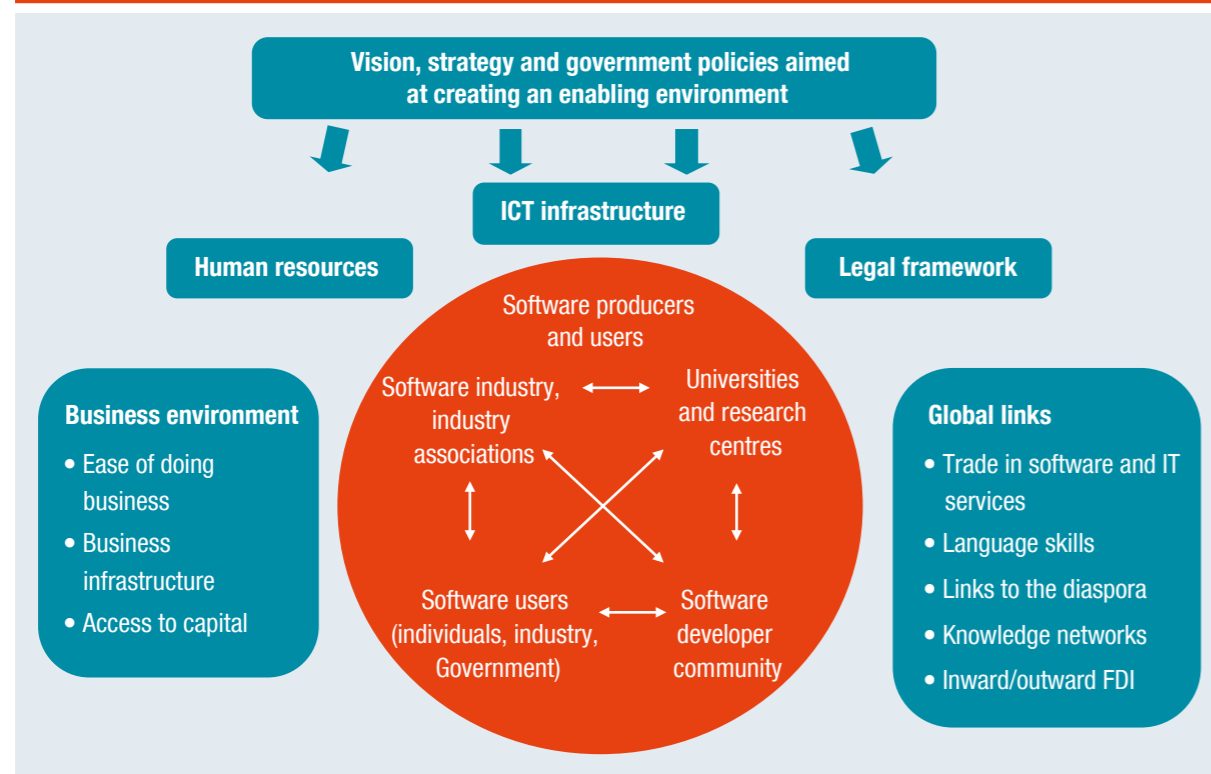 Vision, strategy and government policies aimed
at creating an enabling environment
ICT infrastructure
Human resources
Legal framework
Software producers
and users
Software industry,
industry
associations
Universities
and research
centres
Software users
(individuals, industry,
Government)
Software
developer
community
Business environment
• Ease of doing
business
• Business
infrastructure
• Access to capital
Global links
• Trade in software and IT
services
• Language skills
• Links to the diaspora
• Knowledge networks
• Inward/outward FDI